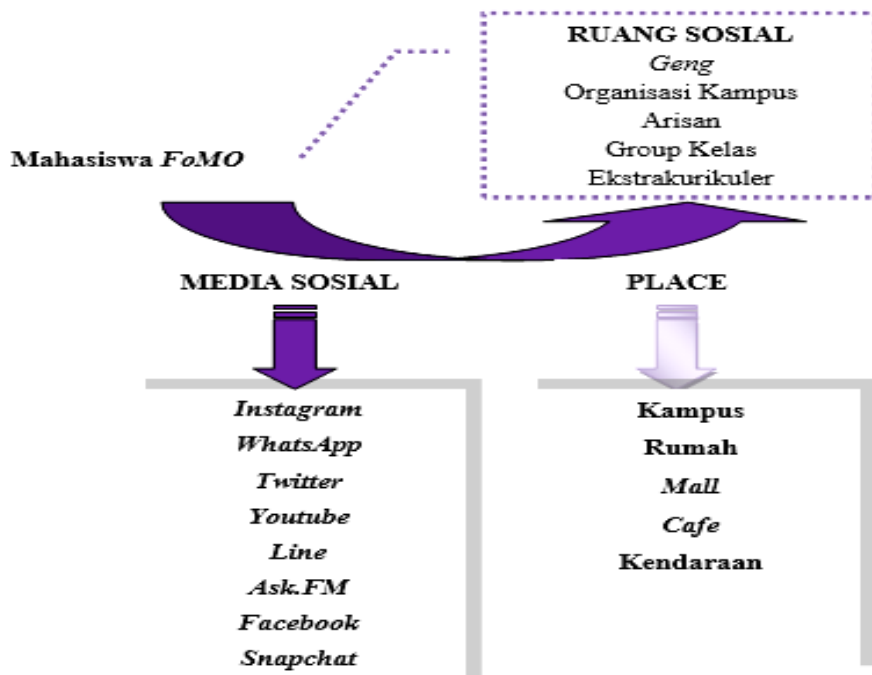 RUANG SOSIAL
Geng
Organisasi Kampus
Arisan
Group Kelas
Ekstrakurikuler
Mahasiswa FoMO
MEDIA SOSIAL
Instagram
WhatsApp
Twitter
Youtube
Line
Ask.FM
Facebook
Snapchat
PLACE
Kampus
Rumah
Mall
Cafe
Kendaraan